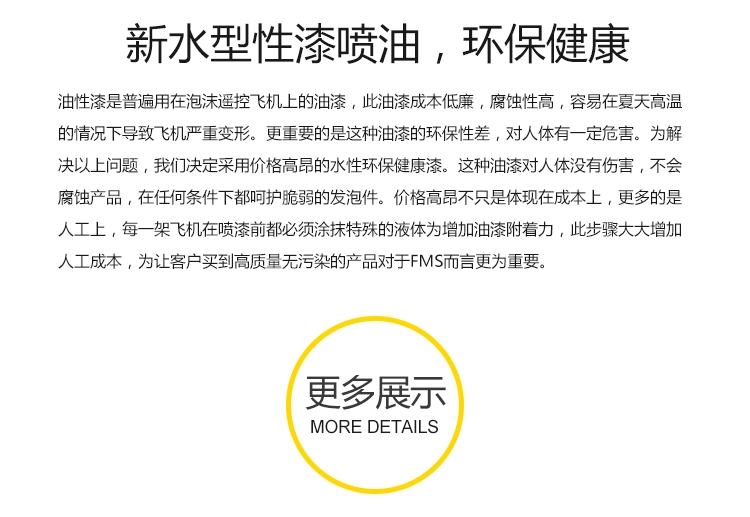 新水型性漆喷油，环保健康
油性漆是普遍用在泡沫遥控飞机上的油漆，此油漆成本低廉，腐蚀性高，容易在夏天高温
的情况下导致飞机严重变形。更重要的是这种油漆的环保性差，对人体有一定危害。为解
决以上问题，我们决定采用价格高昂的水性环保健康漆。这种油漆对人体没有伤害，不会
腐蚀产品，在任何条件下都呵护脆弱的发泡件。价格高昂不只是体现在成本上，更多的是
人工上，每一架飞机在喷漆前都必须涂抹特殊的液体为增加油漆附着力，此步骤大大增加
人工成本，为让客户买到高质量无污染的产品对于FMS而言更为重要。
更多展示
MORE DETAILS